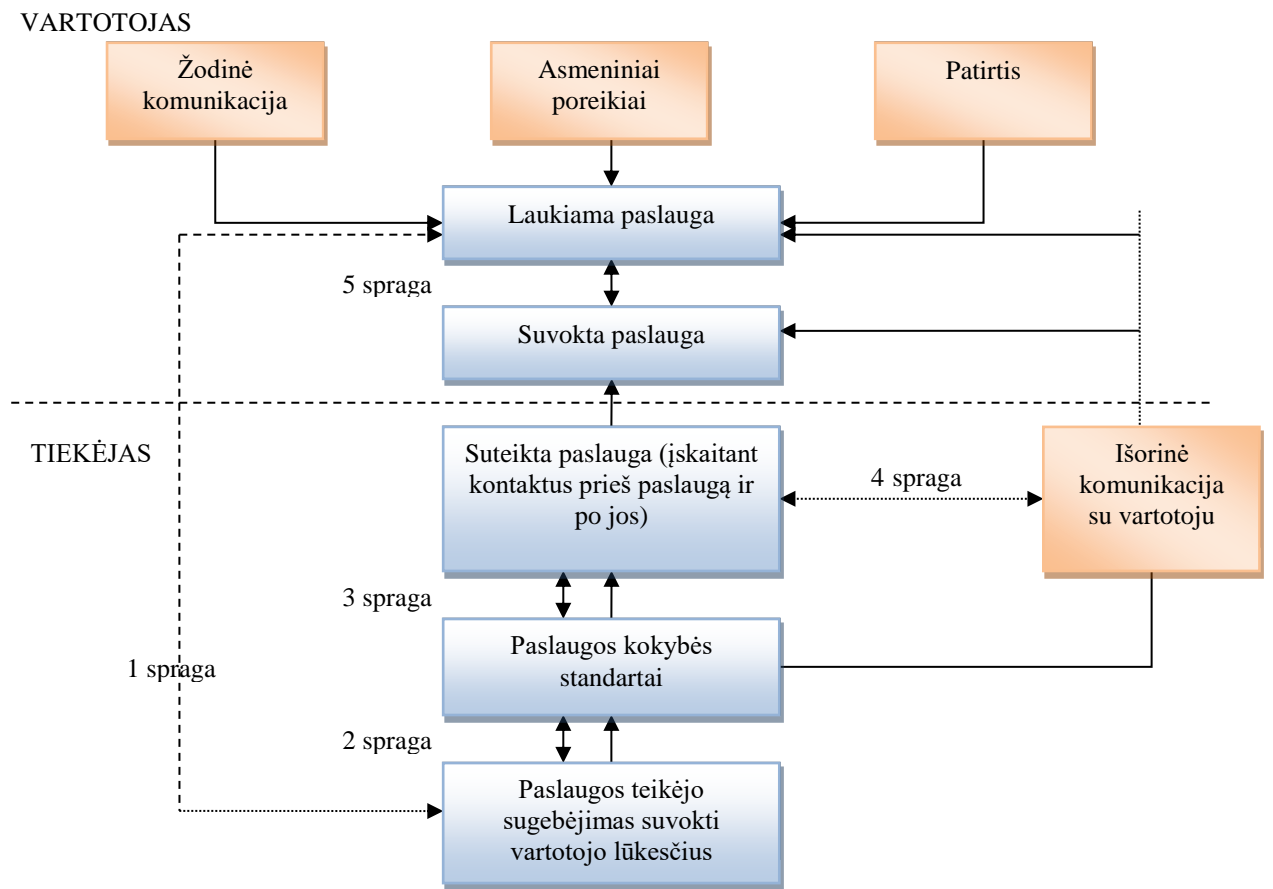 VARTOTOJAS
Žodinė
komunikacija
Asmeniniai
poreikiai
Patirtis
Laukiama paslauga
5 spraga
Suvokta paslauga
TIEKĖJAS
Suteikta paslauga (įskaitant
kontaktus prieš paslaugą ir
po jos)
4 spraga
Išorinė
komunikacija
su vartotoju
3 spraga
Paslaugos kokybės
standartai
1 spraga
2 spraga
Paslaugos teikėjo
sugebėjimas suvokti
vartotojo lūkesčius